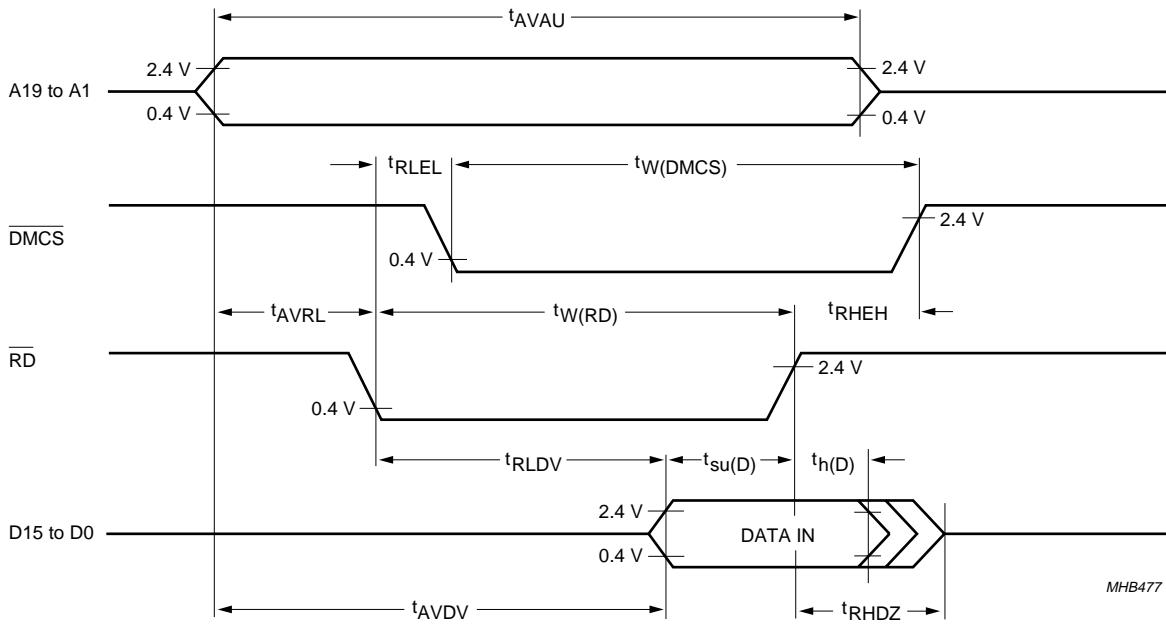 tAVAU
2.4 V
2.4 V
A19 to A1
0.4 V
0.4 V
tRLEL
tW(DMCS)
DMCS
2.4 V
0.4 V
tAVRL
tW(RD)
tRHEH
RD
2.4 V
0.4 V
tRLDV
tsu(D)
th(D)
2.4 V
D15 to D0
DATA IN
0.4 V
MHB477
tAVDV
tRHDZ